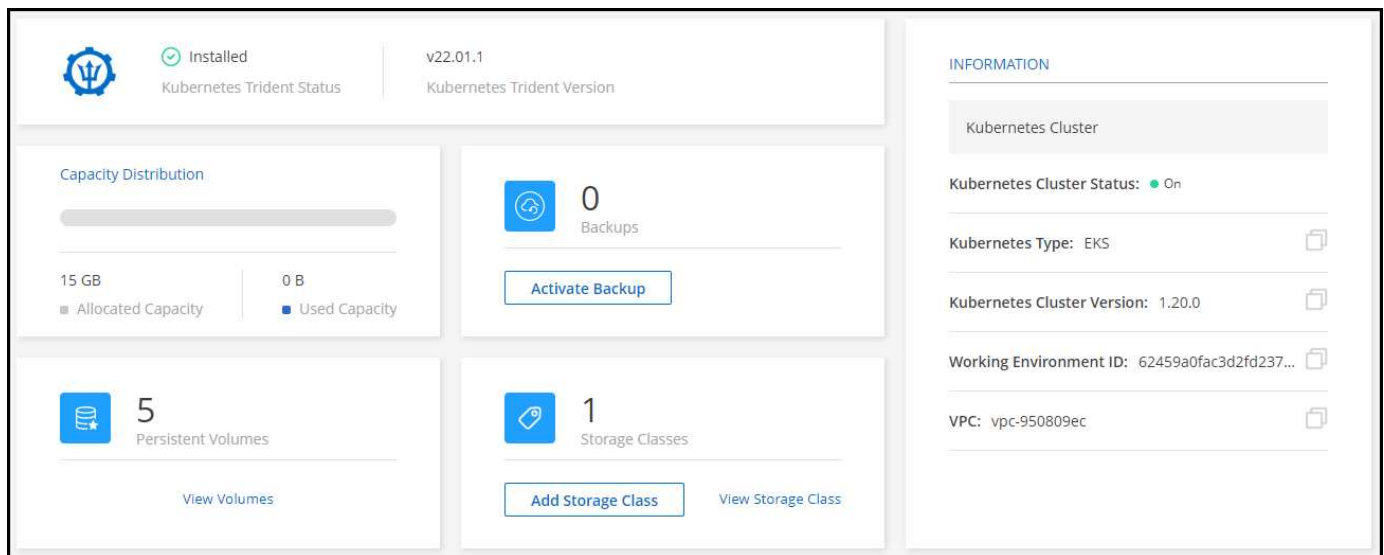 Installed
Kubernetes Trident Status
v22.01.1
Kubernetes Trident Version
Capacity Distribution
15 GB
Allocated Capacity
0 B
Used Capacity
0
Backups
Activate Backup
5
Persistent Volumes
View Volumes
1
Storage Classes
Add Storage Class
View Storage Class
INFORMATION
Kubernetes Cluster
Kubernetes Cluster Status: On
Kubernetes Type: EKS
Kubernetes Cluster Version: 1.20.0
Working Environment ID: 62459a0fac3d2fd237...
VPC: vpc-950809ec